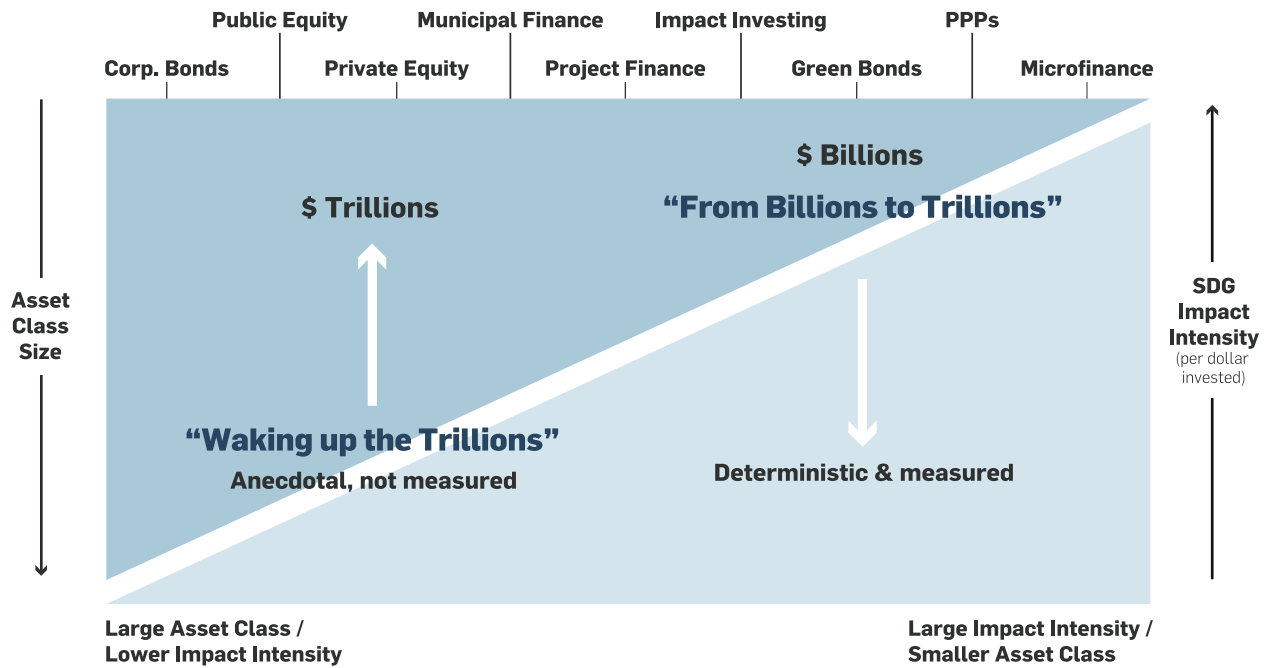 Public Equity
Municipal Finance
Impact Investing
PPPs
Corp. Bonds
Private Equity
Project Finance
Green Bonds
Microfinance
$ Billions
$ Trillions
“From Billions to Trillions”
Asset
Class
Size
SDG
Impact
Intensity
(per dollar
invested)
“Waking up the Trillions”
Anecdotal, not measured
Deterministic & measured
Large Asset Class /
Lower Impact Intensity
Large Impact Intensity /
Smaller Asset Class